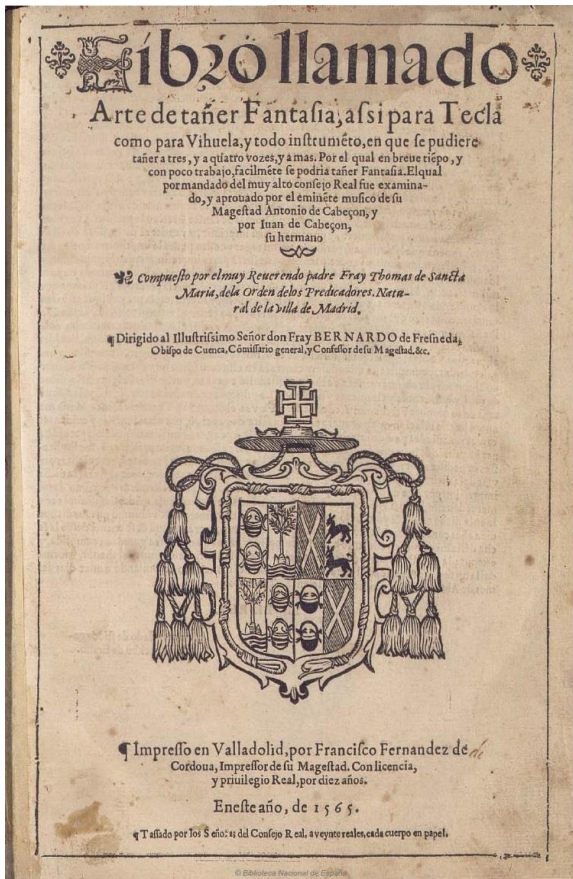 Libro llamado
Arte de tañer Fantasia, assi para Tecla
como para Vihuela, y todo instrumẽto, en que se pudiere
tañer a tres, y a quatro vozes, y a mas. Por el qual en breue tiẽpo, y
con poco trabajo, facilmẽte se podria tañer Fantasia. El qual
por mandado del muy alto consejo Real fue examina-
do, y aprouado por el eminẽte musico de su
Magestad Antonio de Cabeçon, y
por Iuan de Cabeçon,
su hermano
Compuesto por el muy Reuerendo padre Fray Thomas de Sancta
Maria, dela Orden delos Predicadores. Natu-
ral de la villa de Madrid.
¶ Dirigido al Illustrissimo Señor don Fray BERNARDO de Fresneda,
Obispo de Cuenca, Cõmissario general, y Confessor de su Magestad. &c.
¶ Impresso en Valladolid, por Francisco Fernandez de
Cordoua, Impressor de su Magestad. Con licencia,
y priuilegio Real, por diez años.
En este año, de 1565.
¶ Tassado por los Señores del Consejo Real, a veynte reales, cada cuerpo en papel.
© Biblioteca Nacional de España